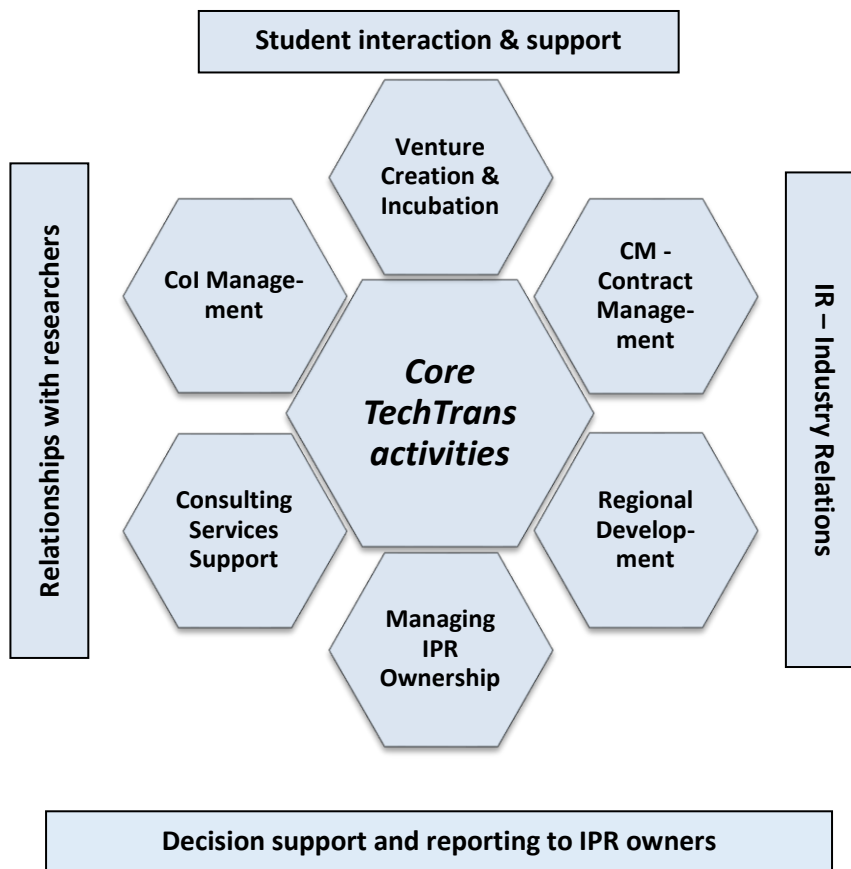 Student interaction & support
Venture
Creation &
Incubation
CoI Manage-
ment
CM -
Contract
Manage-
ment
Relationships with researchers
IR – Industry Relations
Core
TechTrans
activities
Consulting
Services
Support
Regional
Develop-
ment
Managing
IPR
Ownership
Decision support and reporting to IPR owners